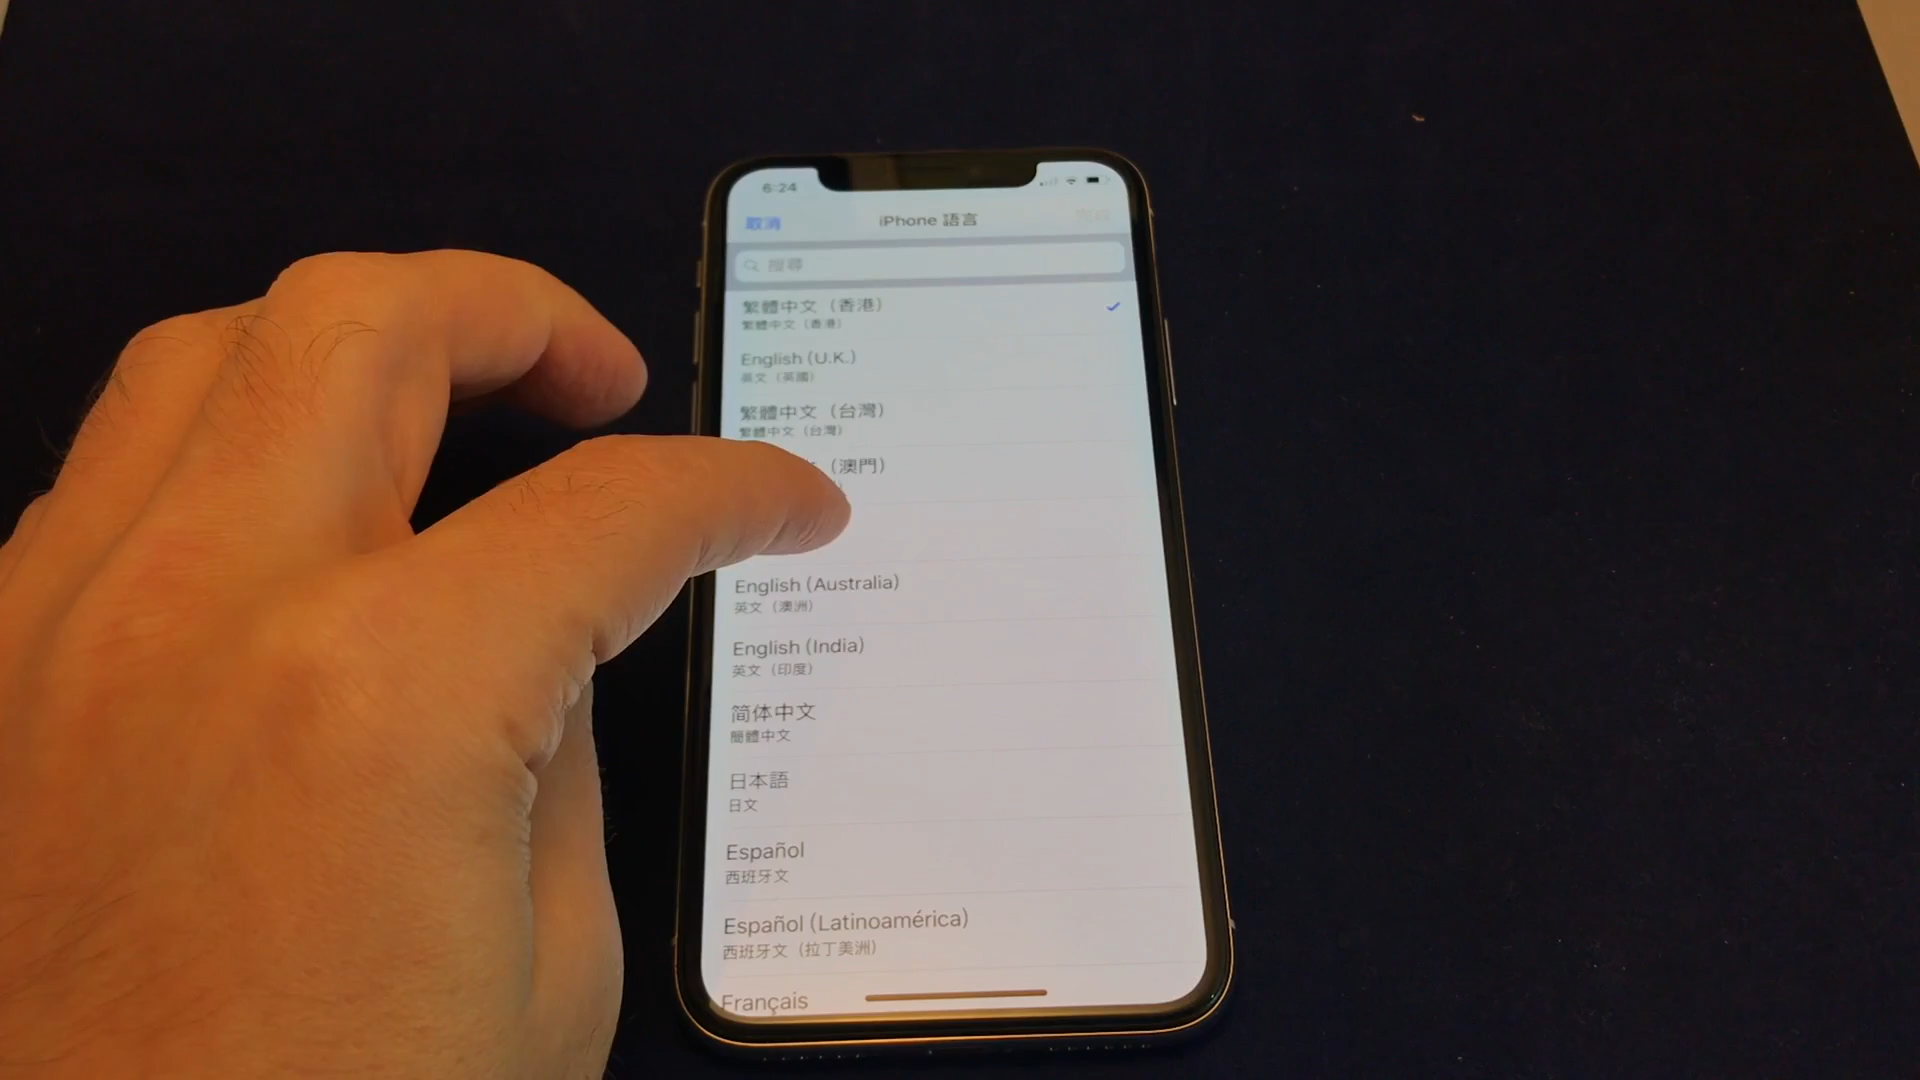 6:24
取消
iPhone 語言
完成
搜尋
繁體中文（香港）
繁體中文（香港）
English (U.K.)
英文（英國）
繁體中文（台灣）
繁體中文（台灣）
（澳門）
English (Australia)
英文（澳洲）
English (India)
英文（印度）
简体中文
簡體中文
日本語
日文
Español
西班牙文
Español (Latinoamérica)
西班牙文（拉丁美洲）
Français